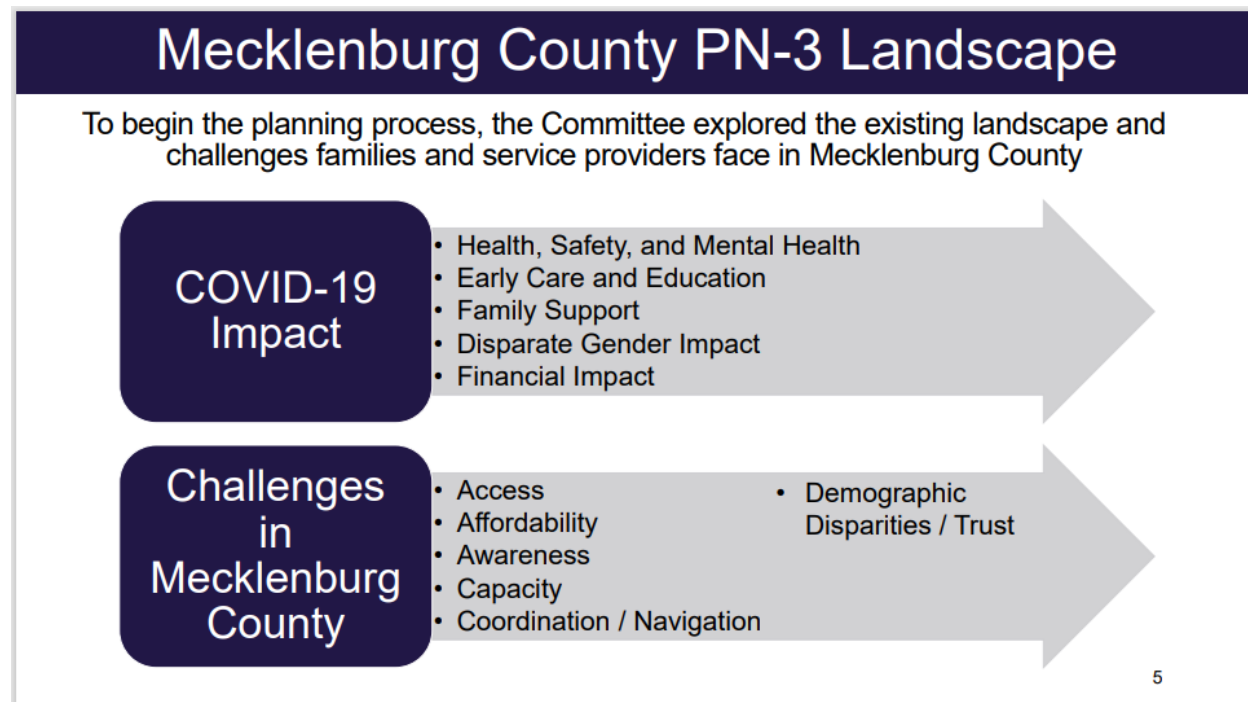 Mecklenburg County PN-3 Landscape
To begin the planning process, the Committee explored the existing landscape and
challenges families and service providers face in Mecklenburg County
COVID-19
Impact
• Health, Safety, and Mental Health
• Early Care and Education
• Family Support
• Disparate Gender Impact
• Financial Impact
Challenges
in
Mecklenburg
County
• Access
• Affordability
• Awareness
• Capacity
• Coordination / Navigation
• Demographic
Disparities / Trust
5